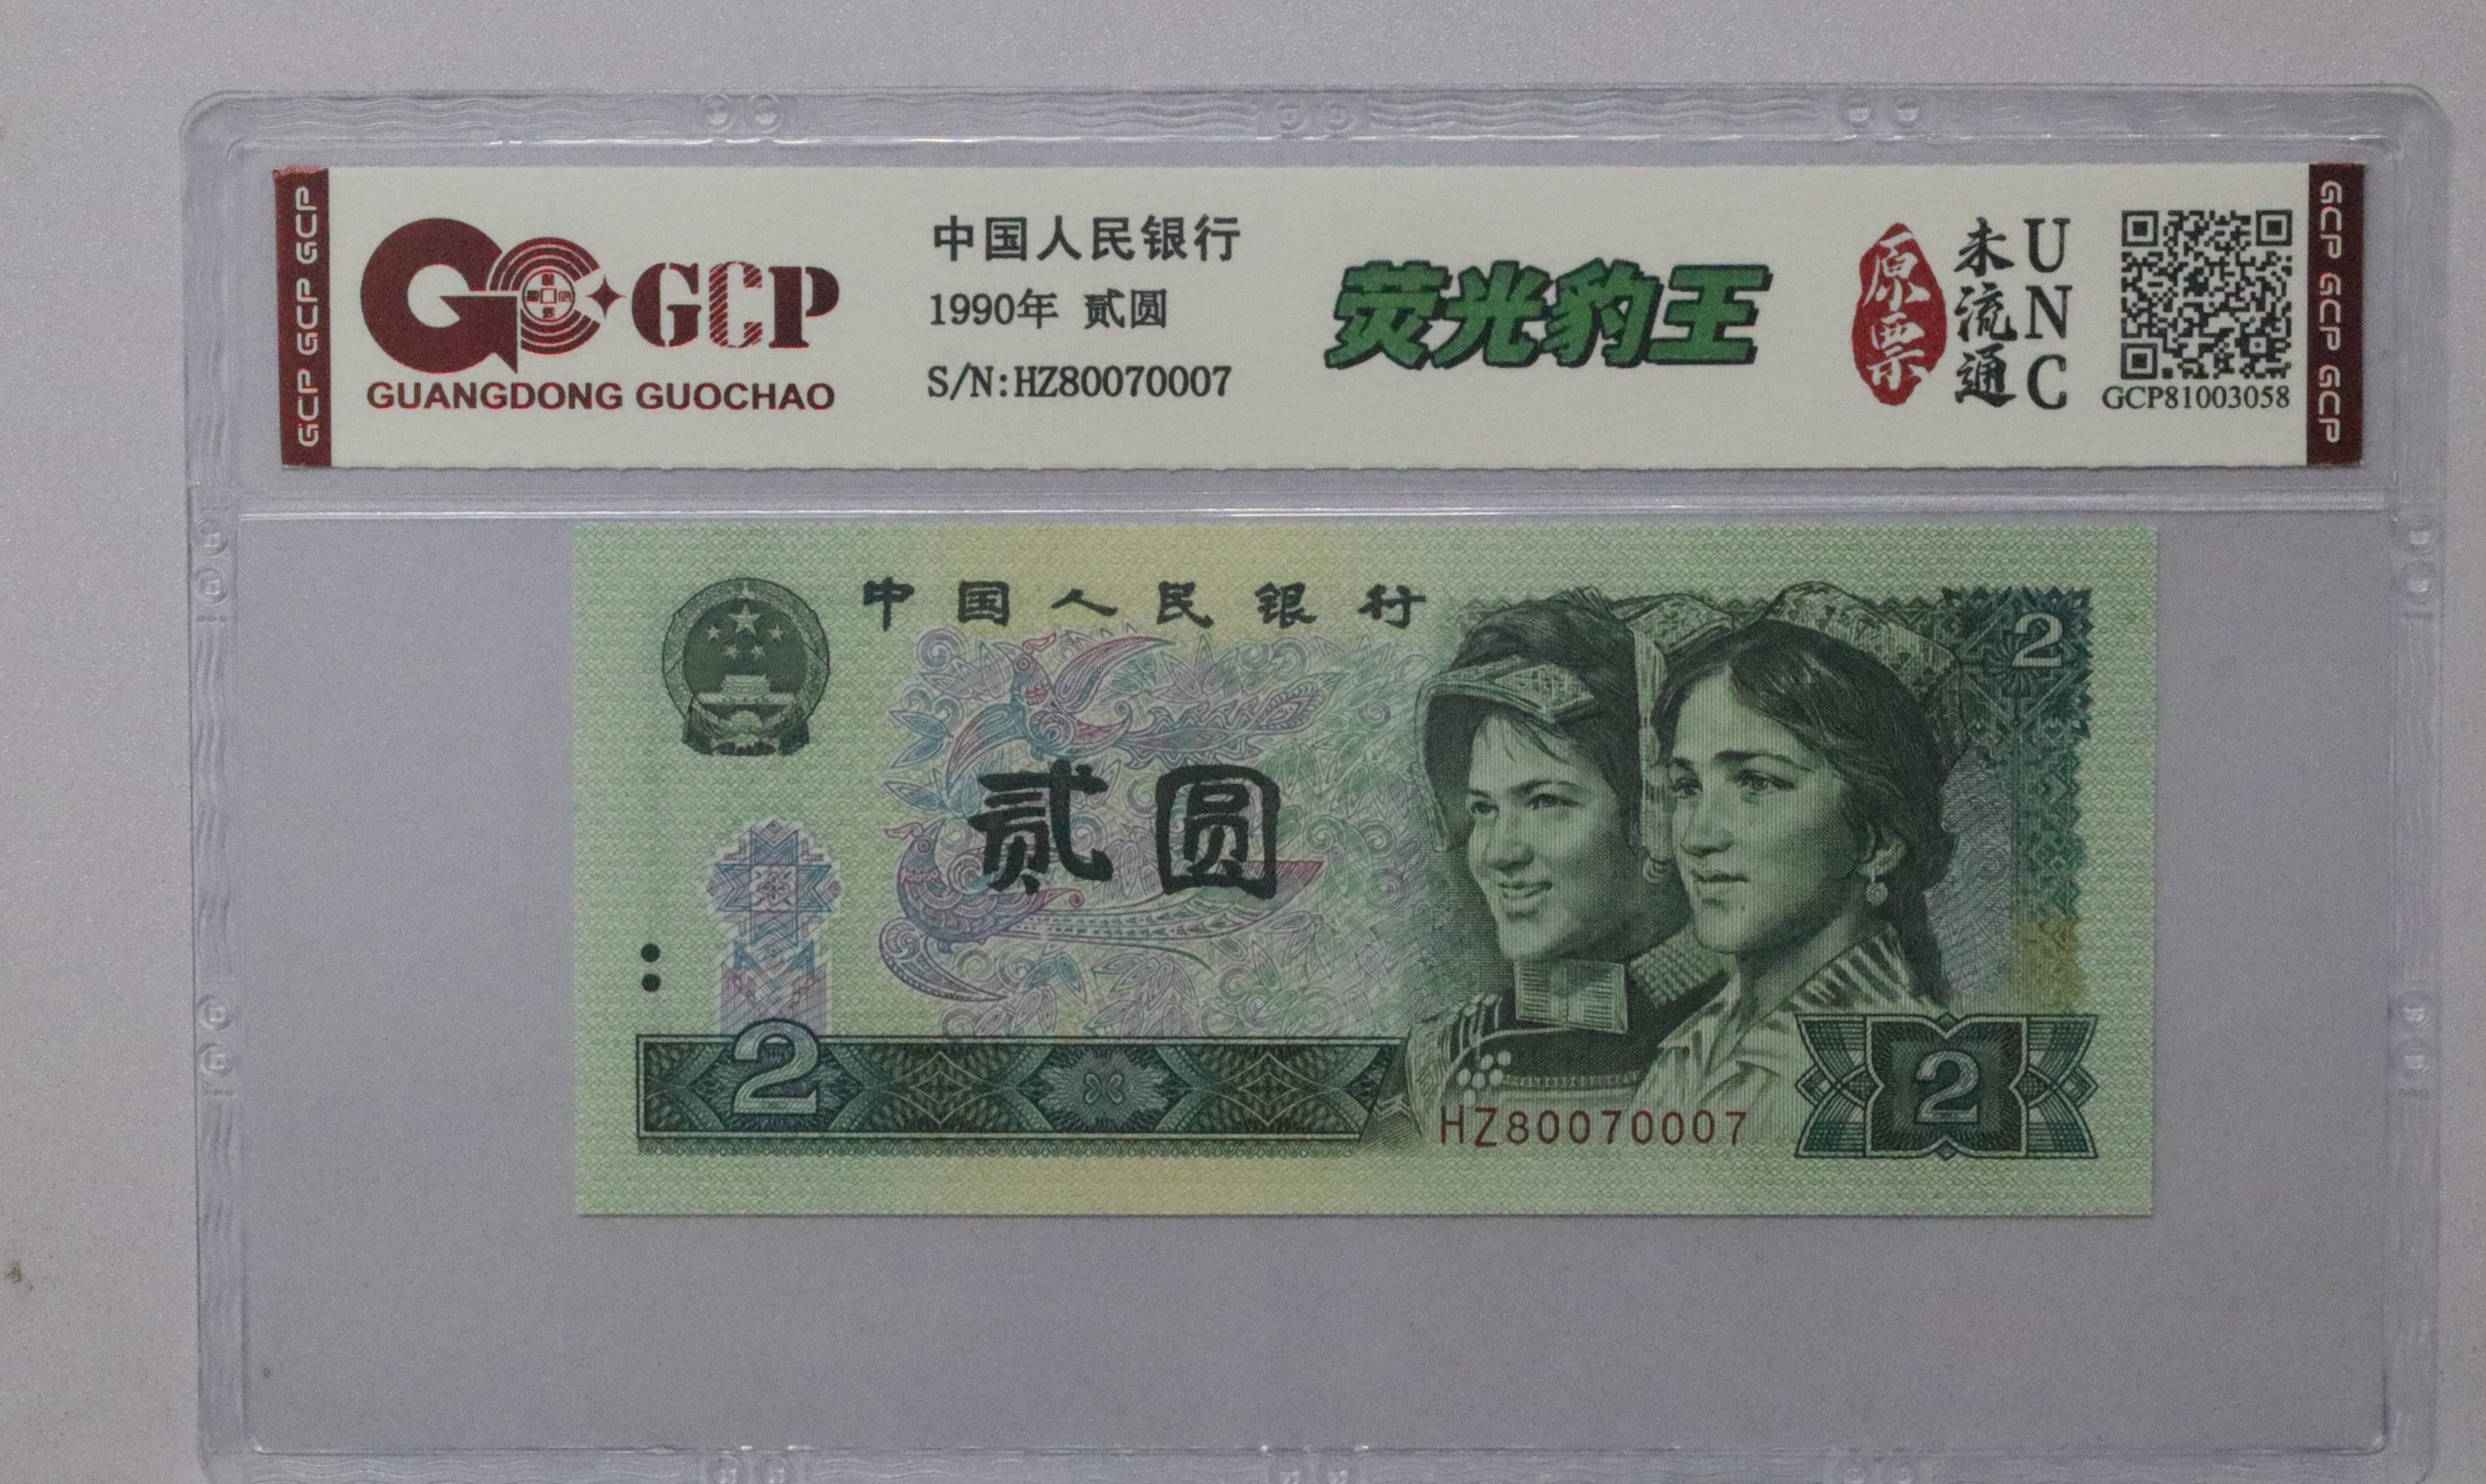 GCP GCP GCP
GCP
GUANGDONG GUOCHAO
中国人民银行
1990年 贰圆
S/N:HZ80070007
荧光豹王
原票
未流通
UNC
GCP81003058
GCP GCP GCP
中国人民银行
2
贰圆
2
HZ80070007
2